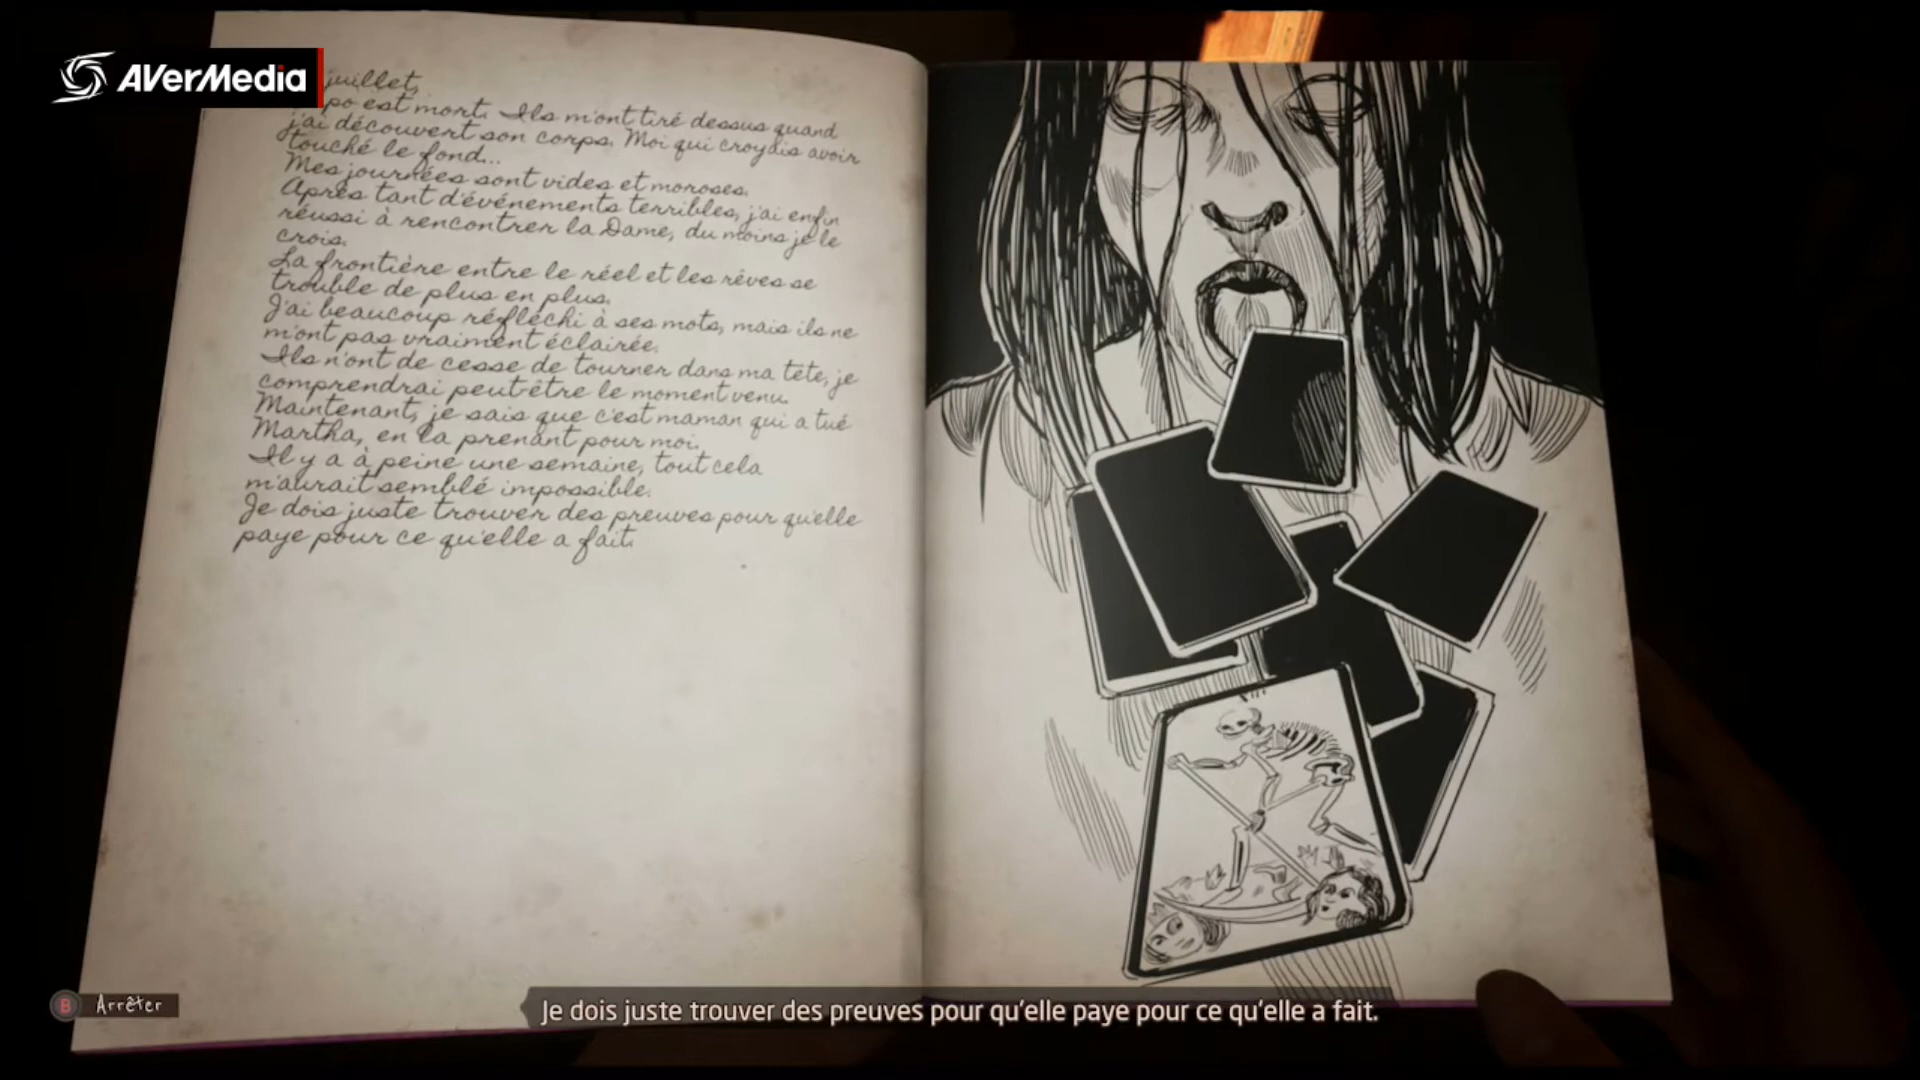 AVerMedia
juillet,
po est mort. Ils m'ont tiré dessus quand
j'ai découvert son corps. Moi qui croyais avoir
touché le fond...
Mes journées sont vides et moroses.
Après tant d'événements terribles, j'ai enfin
réussi à rencontrer la Dame, du moins je le
crois.
La frontière entre le réel et les rêves se
trouble de plus en plus.
J'ai beaucoup réfléchi à ses mots, mais ils ne
m'ont pas vraiment éclairée.
Ils n'ont de cesse de tourner dans ma tête, je
comprendrai peut-être le moment venu.
Maintenant, je sais que c'est maman qui a tué
Martha, en la prenant pour moi.
Il y a à peine une semaine, tout cela
m'aurait semblé impossible.
Je dois juste trouver des preuves pour qu'elle
paye pour ce qu'elle a fait.
B Arrêter
Je dois juste trouver des preuves pour qu'elle paye pour ce qu'elle a fait.